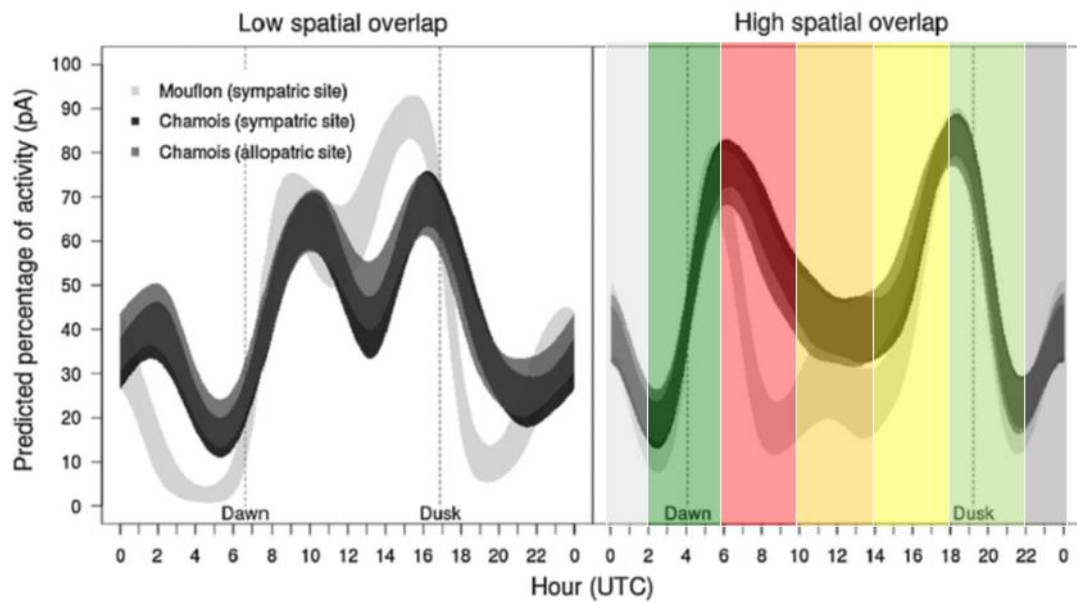 Low spatial overlap
High spatial overlap
Predicted percentage of activity (pA)
100
90
80
70
60
50
40
30
20
10
0
Mouflon (sympatric site)
Chamois (sympatric site)
Chamois (allopatric site)
Dawn
Dusk
Dawn
Dusk
0 2 4 6 8 10 12 14 16 18 20 22 0
0 2 4 6 8 10 12 14 16 18 20 22 0
Hour (UTC)